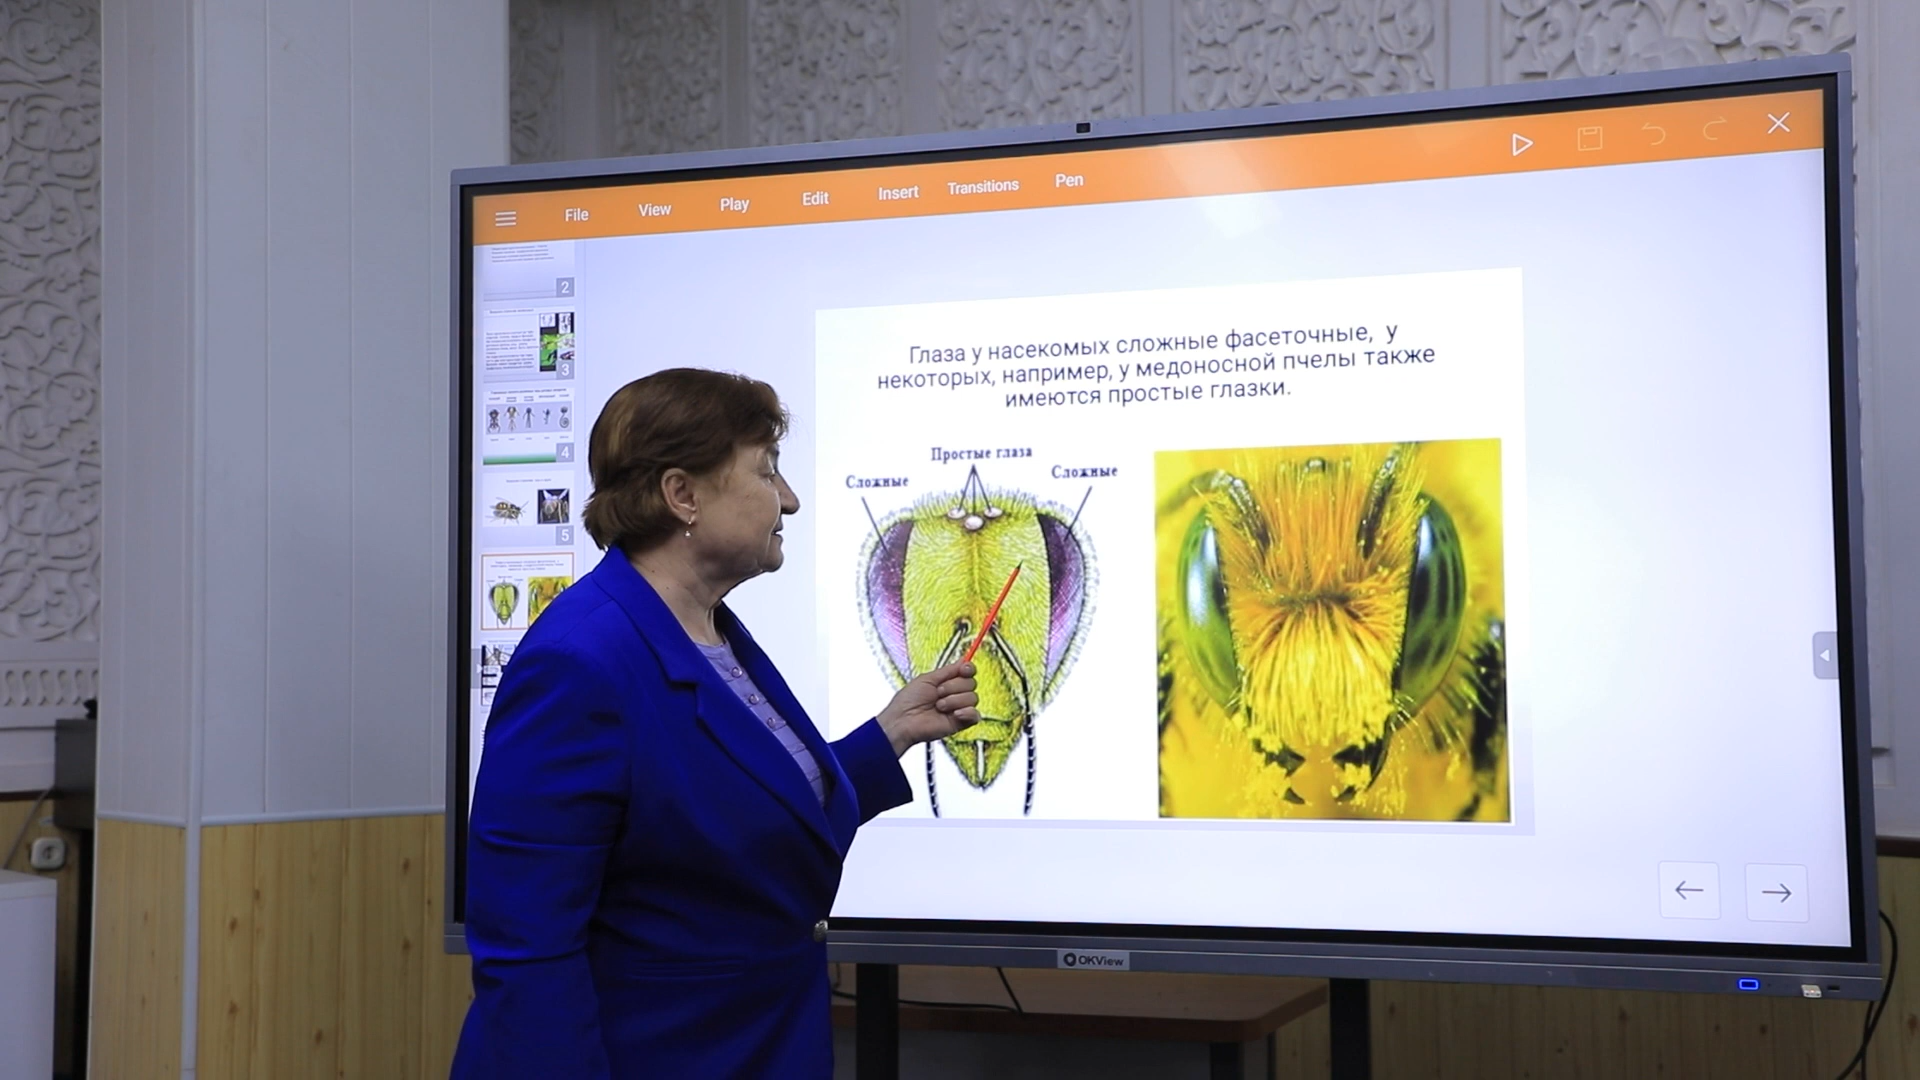 File View Play Edit Insert Transitions Pen
2
3
4
5
Глаза у насекомых сложные фасеточные, у
некоторых, например, у медоносной пчелы также
имеются простые глазки.
Простые глаза
Сложные
Сложные
OKView